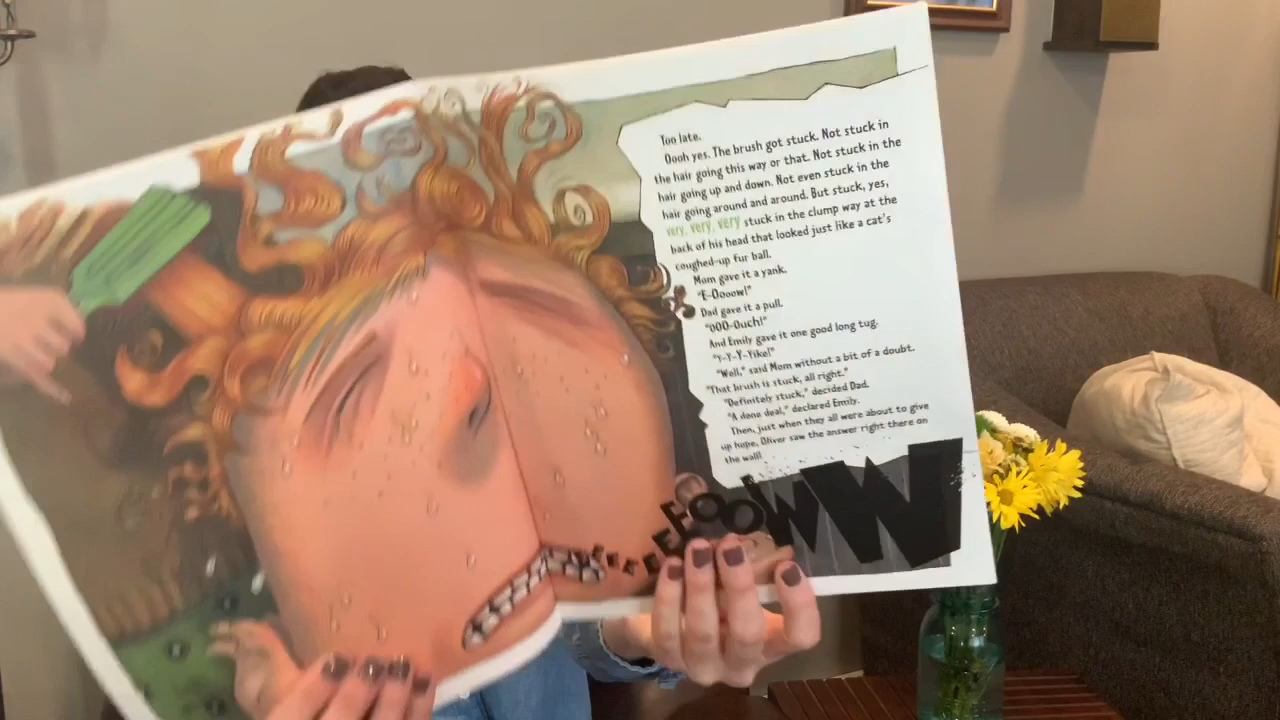 Too late.
Oooh yes. The brush got stuck. Not stuck in
the hair going this way or that. Not stuck in the
hair going up and down. Not even stuck in the
hair going around and around. But stuck, yes,
very, very, very stuck in the clump way at the
back of his head that looked just like a cat's
coughed-up fur ball.
Mom gave it a yank.
"E-Oooow!"
Dad gave it a pull.
"OOO-Ouch!"
And Emily gave it one good long tug.
"Y-Y-Y-Yike!"
"Well," said Mom without a bit of a doubt.
"That brush is stuck, all right."
"Definitely stuck," decided Dad.
"A done deal," declared Emily.
Then, just when they all were about to give
up hope, Oliver saw the answer right there on
the wall!